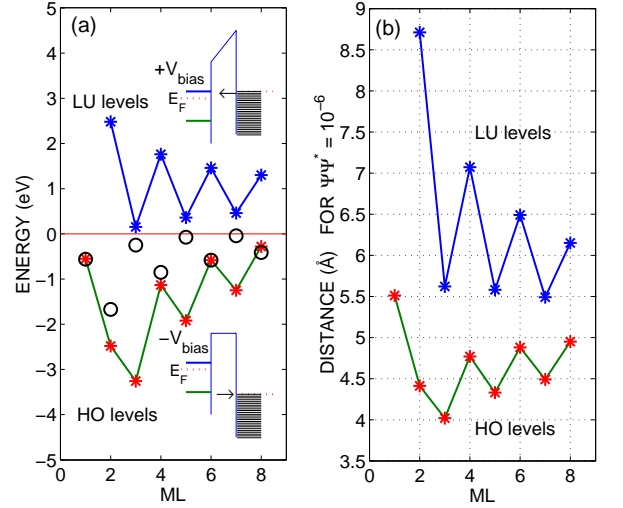 (a)
5
4
3
2
1
0
−1
−2
−3
−4
−5
ENERGY (eV)
0 2 4 6 8
ML
LU levels
HO levels
+V_bias
E_F
−V_bias
E_F
(b)
9
8.5
8
7.5
7
6.5
6
5.5
5
4.5
4
3.5
DISTANCE (Å) FOR ΨΨ* = 10^−6
0 2 4 6 8
ML
LU levels
HO levels